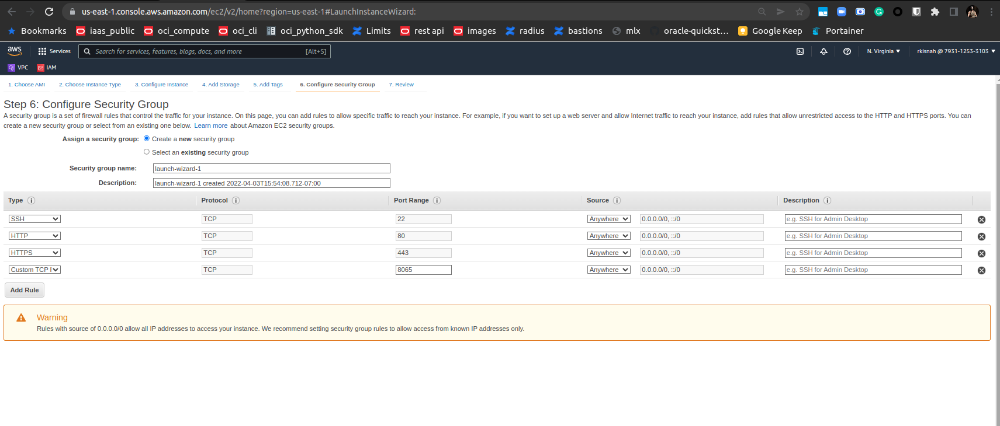 us-east-1.console.aws.amazon.com/ec2/v2/home?region=us-east-1#LaunchInstanceWizard:
Bookmarks iaas_public oci_compute oci_cli oci_python_sdk Limits rest api images radius bastions mlx oracle-quickst... Google Keep Portainer
aws Services Search for services, features, blogs, docs, and more [Alt+S] N. Virginia rkisnah @ 7931-1253-3103
VPC IAM
1. Choose AMI 2. Choose Instance Type 3. Configure Instance 4. Add Storage 5. Add Tags 6. Configure Security Group 7. Review
Step 6: Configure Security Group
A security group is a set of firewall rules that control the traffic for your instance. On this page, you can add rules to allow specific traffic to reach your instance. For example, if you want to set up a web server and allow Internet traffic to reach your instance, add rules that allow unrestricted access to the HTTP and HTTPS ports. You can
create a new security group or select from an existing one below. Learn more about Amazon EC2 security groups.
Assign a security group: Create a new security group
Select an existing security group
Security group name: launch-wizard-1
Description: launch-wizard-1 created 2022-04-03T15:54:08.712-07:00
Type Protocol Port Range Source Description
SSH TCP 22 Anywhere 0.0.0.0/0, ::/0 e.g. SSH for Admin Desktop
HTTP TCP 80 Anywhere 0.0.0.0/0, ::/0 e.g. SSH for Admin Desktop
HTTPS TCP 443 Anywhere 0.0.0.0/0, ::/0 e.g. SSH for Admin Desktop
Custom TCP TCP 8065 Anywhere 0.0.0.0/0, ::/0 e.g. SSH for Admin Desktop
Add Rule
Warning
Rules with source of 0.0.0.0/0 allow all IP addresses to access your instance. We recommend setting security group rules to allow access from known IP addresses only.